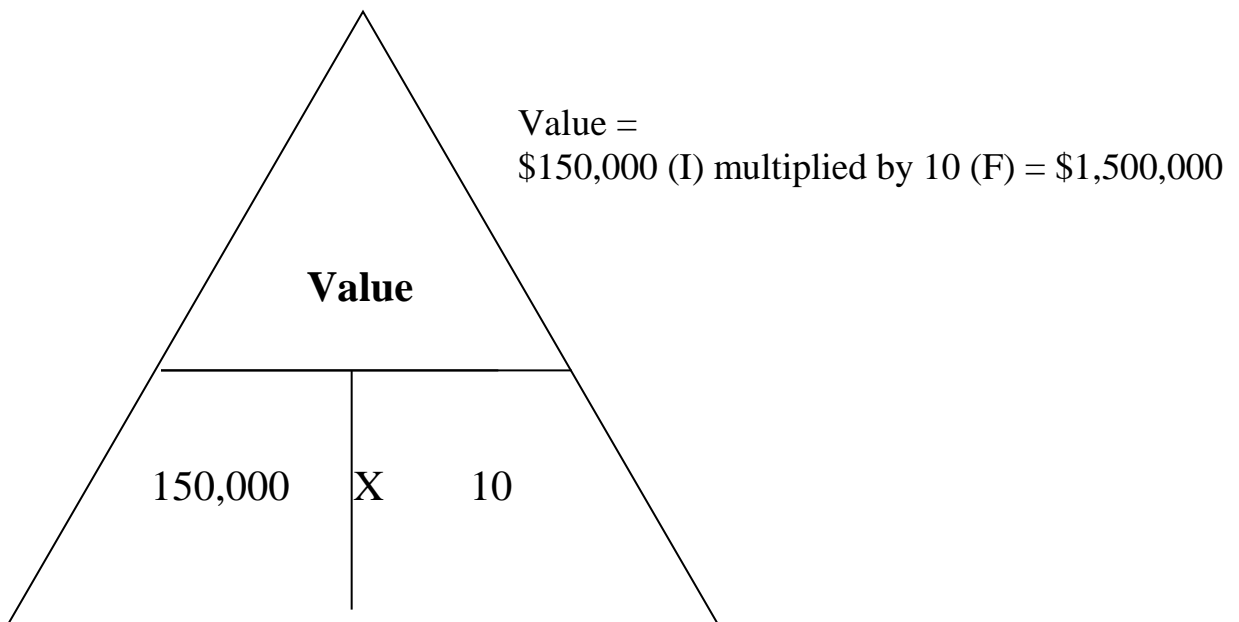 Value =
$150,000 (I) multiplied by 10 (F) = $1,500,000
Value
150,000 X 10